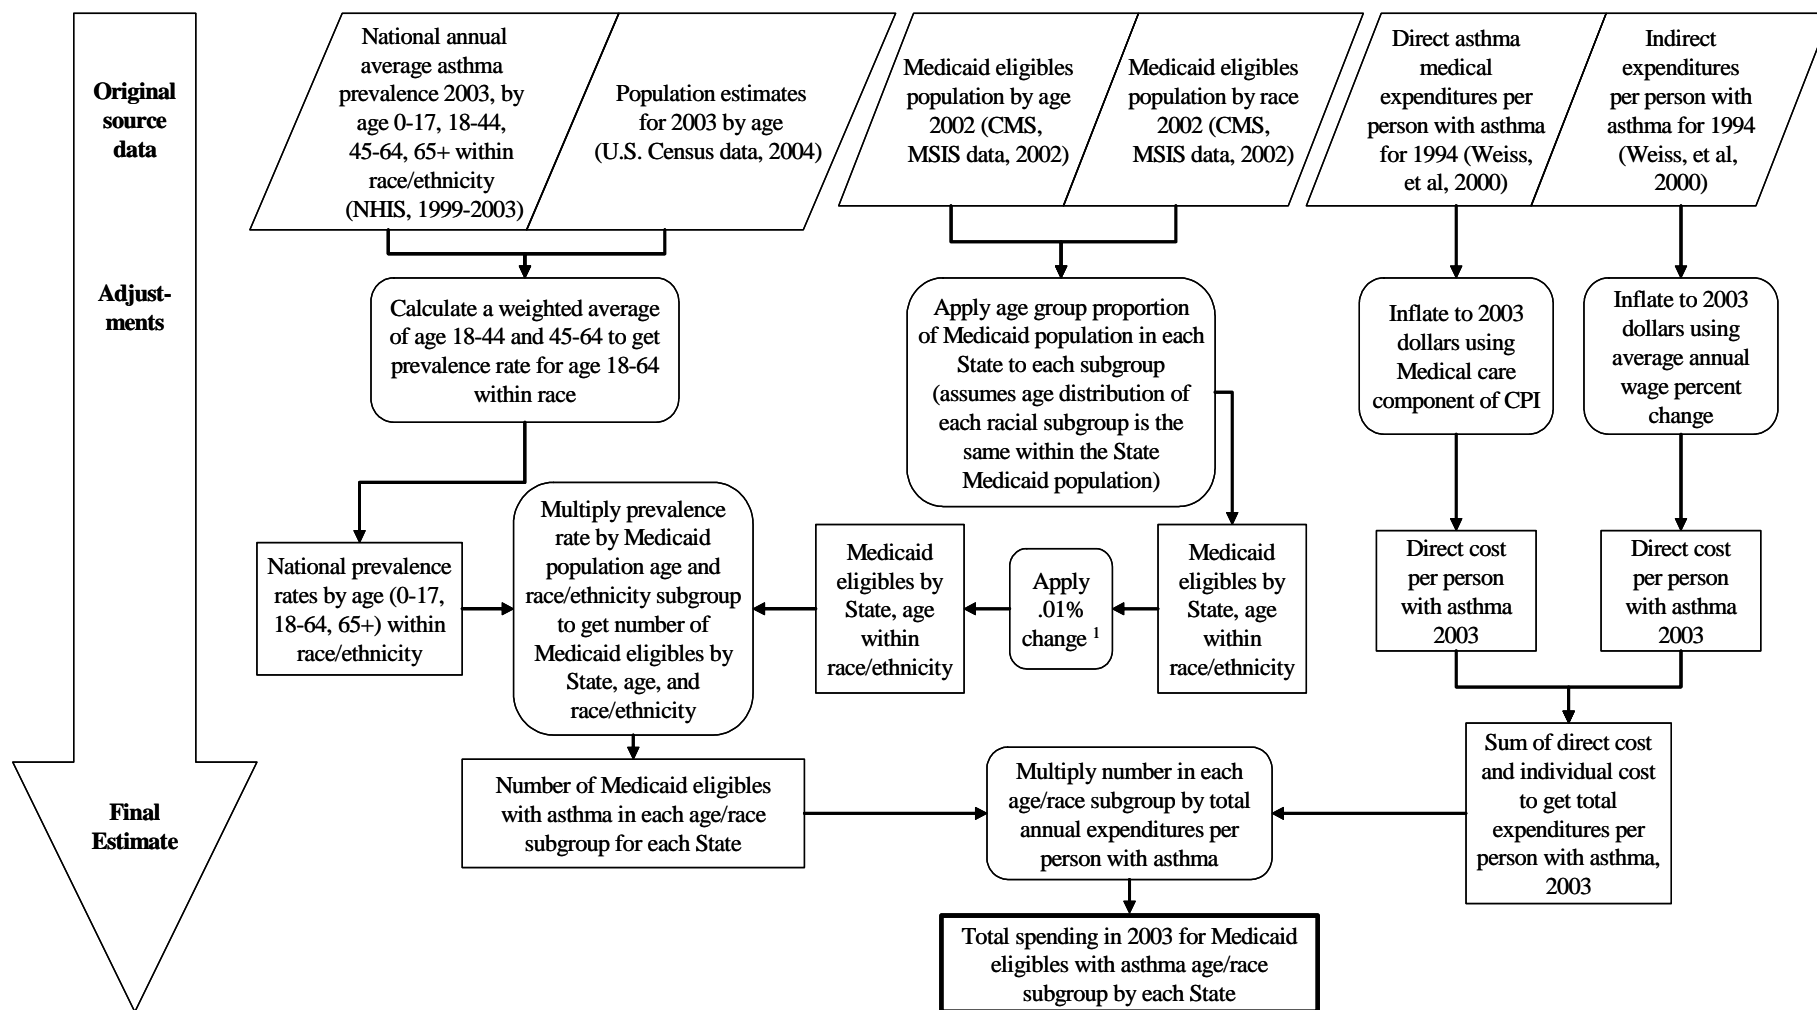 Original
source
data
Adjust-
ments
Final
Estimate
National annual
average asthma
prevalence 2003, by
age 0-17, 18-44,
45-64, 65+ within
race/ethnicity
(NHIS, 1999-2003)
Population estimates
for 2003 by age
(U.S. Census data, 2004)
Medicaid eligibles
population by age
2002 (CMS,
MSIS data, 2002)
Medicaid eligibles
population by race
2002 (CMS,
MSIS data, 2002)
Direct asthma
medical
expenditures per
person with asthma
for 1994 (Weiss,
et al, 2000)
Indirect
expenditures
per person with
asthma for 1994
(Weiss, et al,
2000)
Calculate a weighted average
of age 18-44 and 45-64 to get
prevalence rate for age 18-64
within race
Apply age group proportion
of Medicaid population in each
State to each subgroup
(assumes age distribution of
each racial subgroup is the
same within the State
Medicaid population)
Inflate to 2003
dollars using
Medical care
component of CPI
Inflate to 2003
dollars using
average annual
wage percent
change
National prevalence
rates by age (0-17,
18-64, 65+) within
race/ethnicity
Multiply prevalence
rate by Medicaid
population age and
race/ethnicity subgroup
to get number of
Medicaid eligibles by
State, age, and
race/ethnicity
Medicaid
eligibles by
State, age
within
race/ethnicity
Apply
.01%
change 1
Medicaid
eligibles by
State, age
within
race/ethnicity
Direct cost
per person
with asthma
2003
Direct cost
per person
with asthma
2003
Number of Medicaid eligibles
with asthma in each age/race
subgroup for each State
Multiply number in each
age/race subgroup by total
annual expenditures per
person with asthma
Sum of direct cost
and individual cost
to get total
expenditures per
person with asthma,
2003
Total spending in 2003 for Medicaid
eligibles with asthma age/race
subgroup by each State